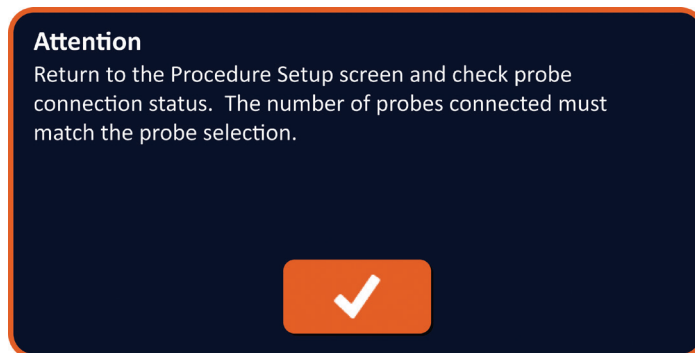 Attention
Return to the Procedure Setup screen and check probe
connection status.  The number of probes connected must
match the probe selection.